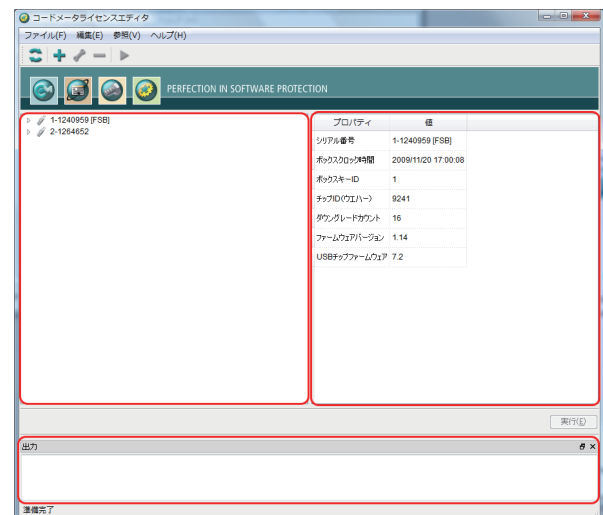 コードメータライセンスエディタ
ファイル(F) 編集(E) 参照(V) ヘルプ(H)
PERFECTION IN SOFTWARE PROTECTION
1-1240959 [FSB]
2-1264652
プロパティ 値
シリアル番号 1-1240959 [FSB]
ボックスクロック時間 2009/11/20 17:00:08
ボックスキーID 1
チップID(ウエハー) 9241
ダウングレードカウント 16
ファームウェアバージョン 1.14
USBチップファームウェア 7.2
実行(E)
出力
準備完了